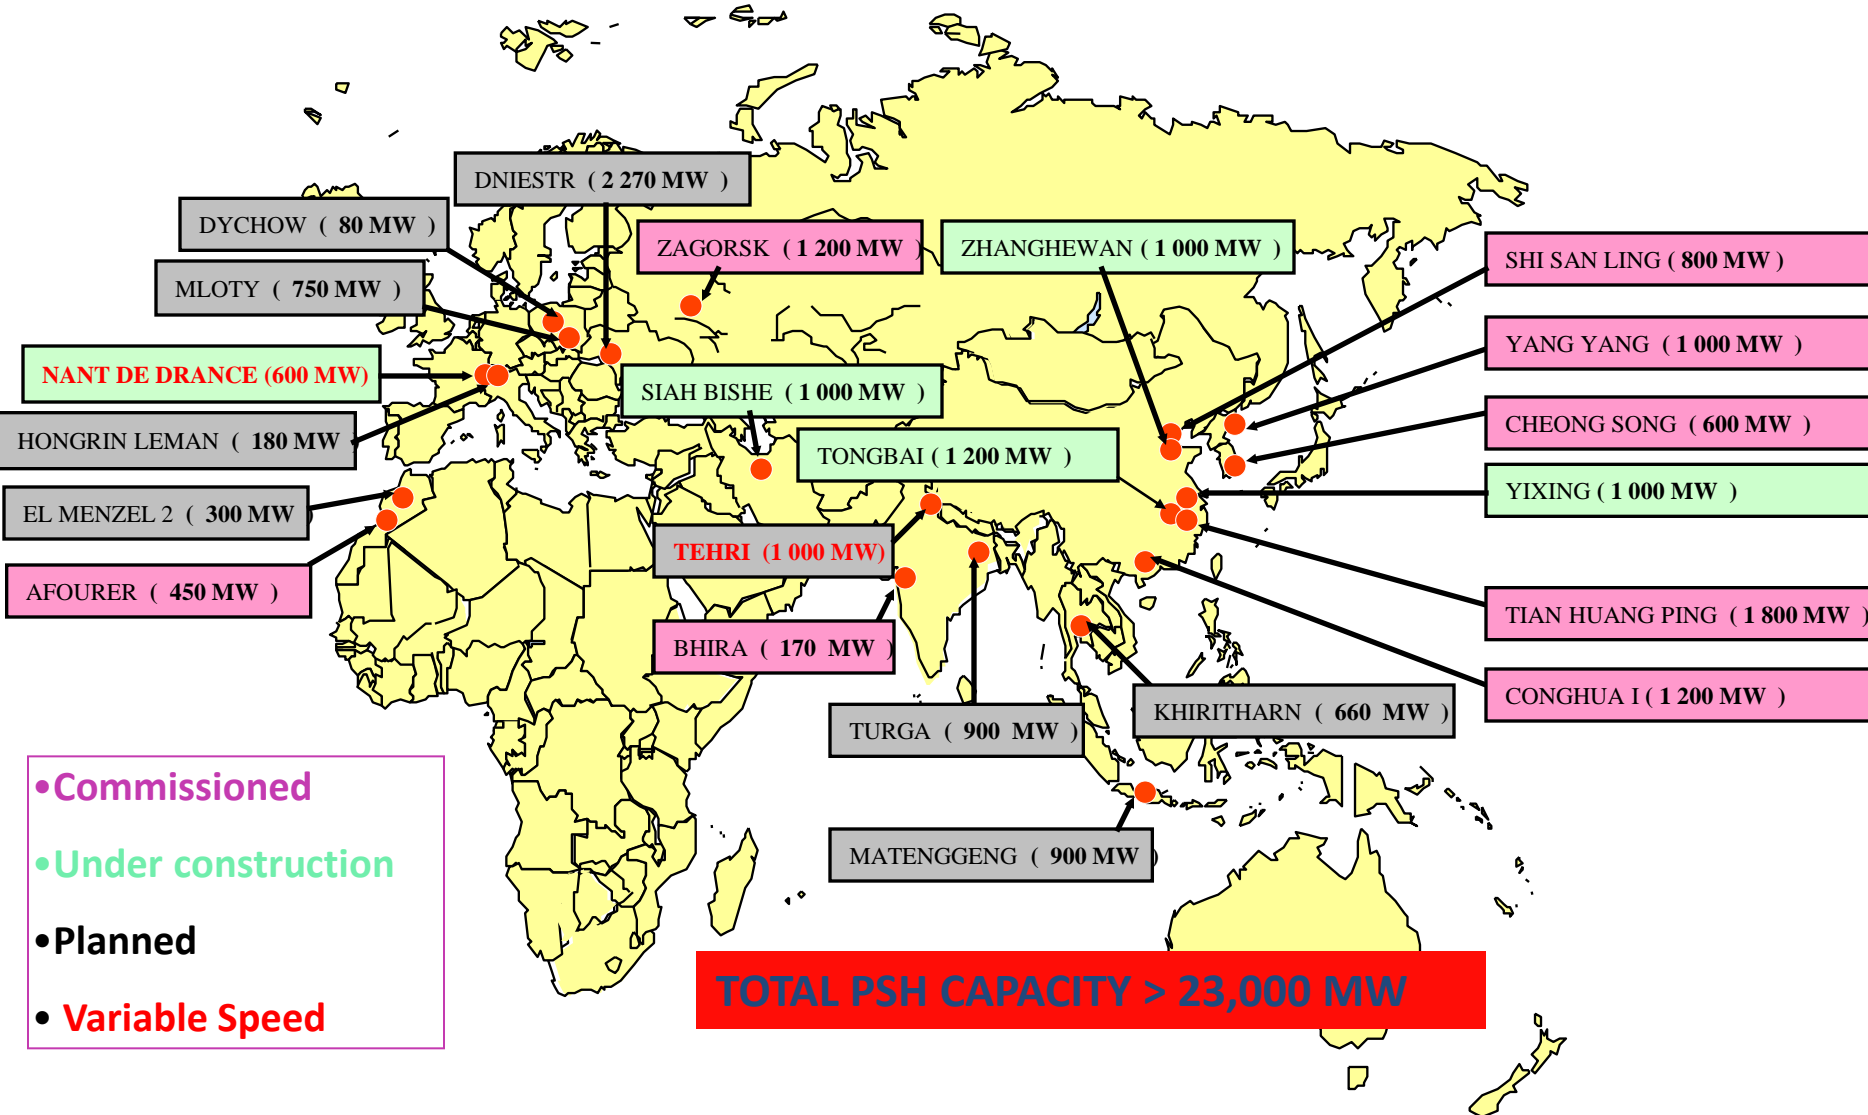 DNIESTR ( 2 270 MW )
DYCHOW ( 80 MW )
ZAGORSK ( 1 200 MW )
ZHANGHEWAN ( 1 000 MW )
SHI SAN LING ( 800 MW )
MLOTY ( 750 MW )
YANG YANG ( 1 000 MW )
NANT DE DRANCE (600 MW)
SIAH BISHE ( 1 000 MW )
CHEONG SONG ( 600 MW )
HONGRIN LEMAN ( 180 MW
TONGBAI ( 1 200 MW )
YIXING ( 1 000 MW )
EL MENZEL 2 ( 300 MW )
TEHRI (1 000 MW)
AFOURER ( 450 MW )
TIAN HUANG PING ( 1 800 MW )
BHIRA ( 170 MW )
CONGHUA I ( 1 200 MW )
KHIRITHARN ( 660 MW )
TURGA ( 900 MW )
MATENGGENG ( 900 MW )
•Commissioned
•Under construction
•Planned
• Variable Speed
TOTAL PSH CAPACITY > 23,000 MW